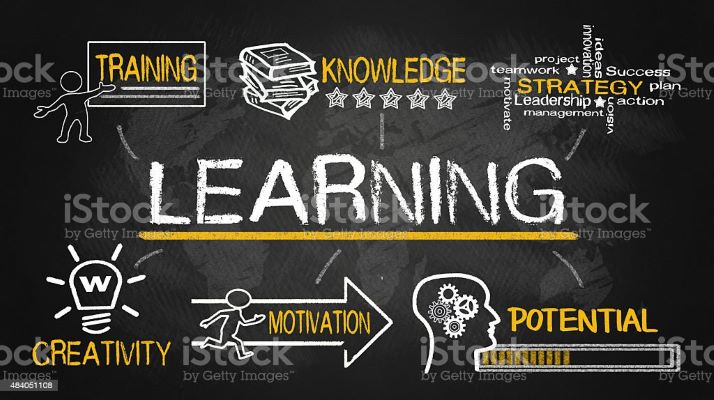 TRAINING
KNOWLEDGE
project
teamwork
innovation
ideas
Success
STRATEGY
plan
motivate
Leadership
action
management
vision
LEARNING
W
CREATIVITY
MOTIVATION
POTENTIAL
iStock
by Getty Images™
484051108